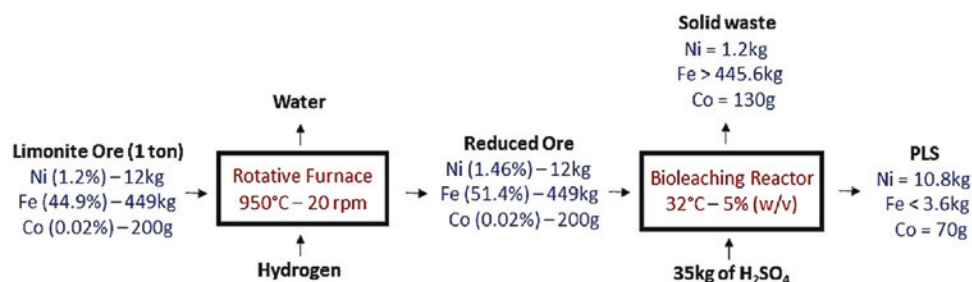 Solid waste
Ni = 1.2kg
Fe > 445.6kg
Co = 130g
Water
Limonite Ore (1 ton)
Ni (1.2%) – 12kg
Fe (44.9%) – 449kg
Co (0.02%) – 200g
Rotative Furnace
950°C – 20 rpm
Hydrogen
Reduced Ore
Ni (1.46%) – 12kg
Fe (51.4%) – 449kg
Co (0.02%) – 200g
Bioleaching Reactor
32°C – 5% (w/v)
35kg of H₂SO₄
PLS
Ni = 10.8kg
Fe < 3.6kg
Co = 70g